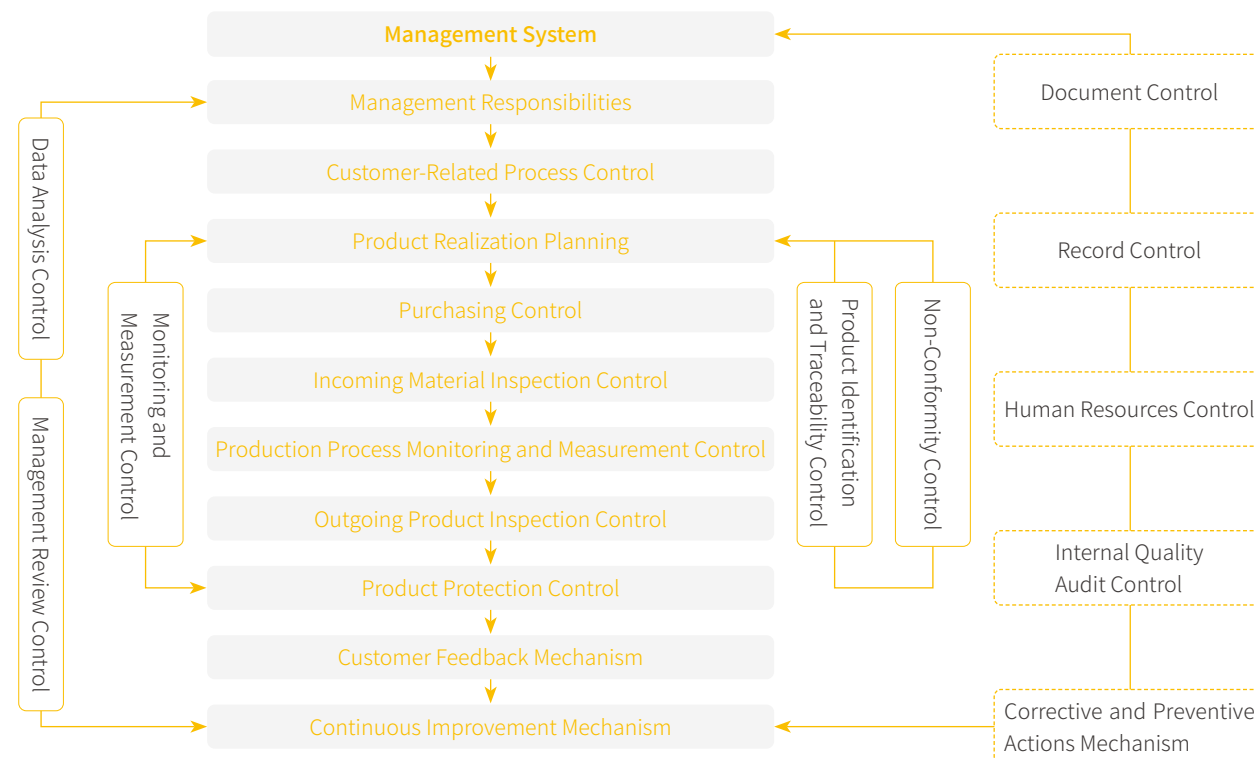 Management System
Management Responsibilities
Customer-Related Process Control
Product Realization Planning
Purchasing Control
Incoming Material Inspection Control
Production Process Monitoring and Measurement Control
Outgoing Product Inspection Control
Product Protection Control
Customer Feedback Mechanism
Continuous Improvement Mechanism
Data Analysis Control
Management Review Control
Monitoring and
Measurement Control
Product Identification
and Traceability Control
Non-Conformity Control
Document Control
Record Control
Human Resources Control
Internal Quality
Audit Control
Corrective and Preventive
Actions Mechanism